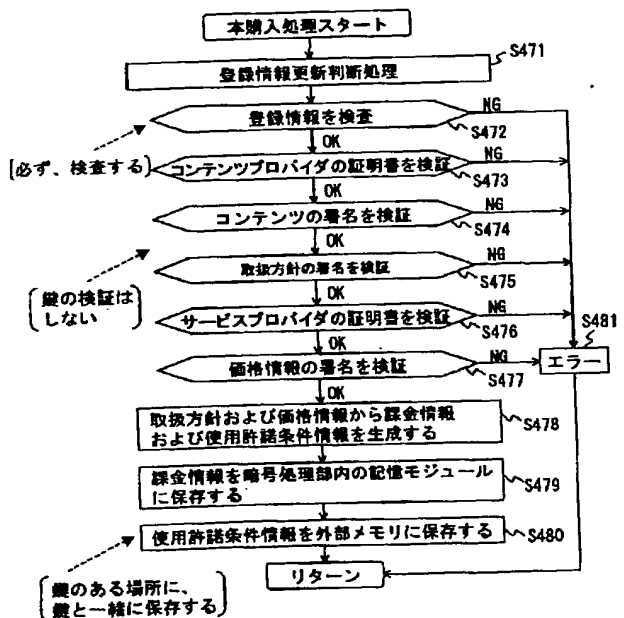 本購入処理スタート
登録情報更新判断処理
S471
登録情報を検査
NG
S472
OK
[必ず、検査する]
コンテンツプロバイダの証明書を検証
NG
S473
OK
コンテンツの署名を検証
NG
S474
OK
取扱方針の署名を検証
NG
S475
鍵の検証は
しない
OK
サービスプロバイダの証明書を検証
NG
S476
OK
価格情報の署名を検証
NG
S477
S481
エラー
OK
取扱方針および価格情報から課金情報
および使用許諾条件情報を生成する
S478
課金情報を暗号処理部内の記憶モジュール
に保存する
S479
使用許諾条件情報を外部メモリに保存する
S480
リターン
鍵のある場所に、
鍵と一緒に保存する